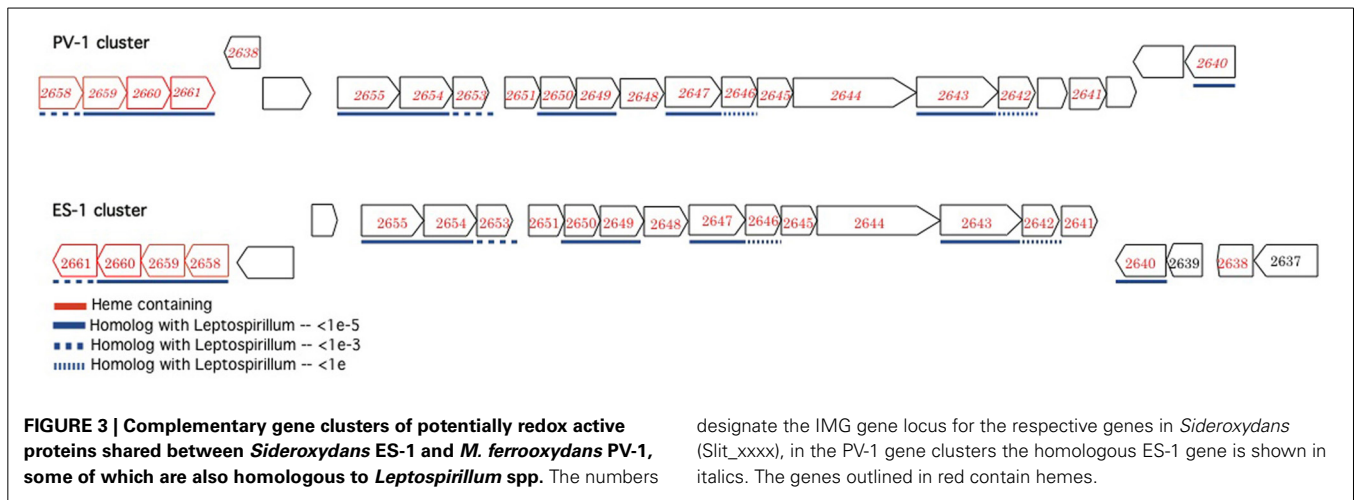 PV-1 cluster
2638
2640
2658 2659 2660 2661
2655 2654 2653 2651 2650 2649 2648 2647 2646 2645 2644 2643 2642 2641
ES-1 cluster
2655 2654 2653 2651 2650 2649 2648 2647 2646 2645 2644 2643 2642 2641
2661 2660 2659 2658
2640 2639 2638 2637
Heme containing
Homolog with Leptospirillum -- <1e-5
Homolog with Leptospirillum -- <1e-3
Homolog with Leptospirillum -- <1e
FIGURE 3 | Complementary gene clusters of potentially redox active
proteins shared between Sideroxydans ES-1 and M. ferrooxydans PV-1,
some of which are also homologous to Leptospirillum spp. The numbers
designate the IMG gene locus for the respective genes in Sideroxydans
(Slit_xxxx), in the PV-1 gene clusters the homologous ES-1 gene is shown in
italics. The genes outlined in red contain hemes.